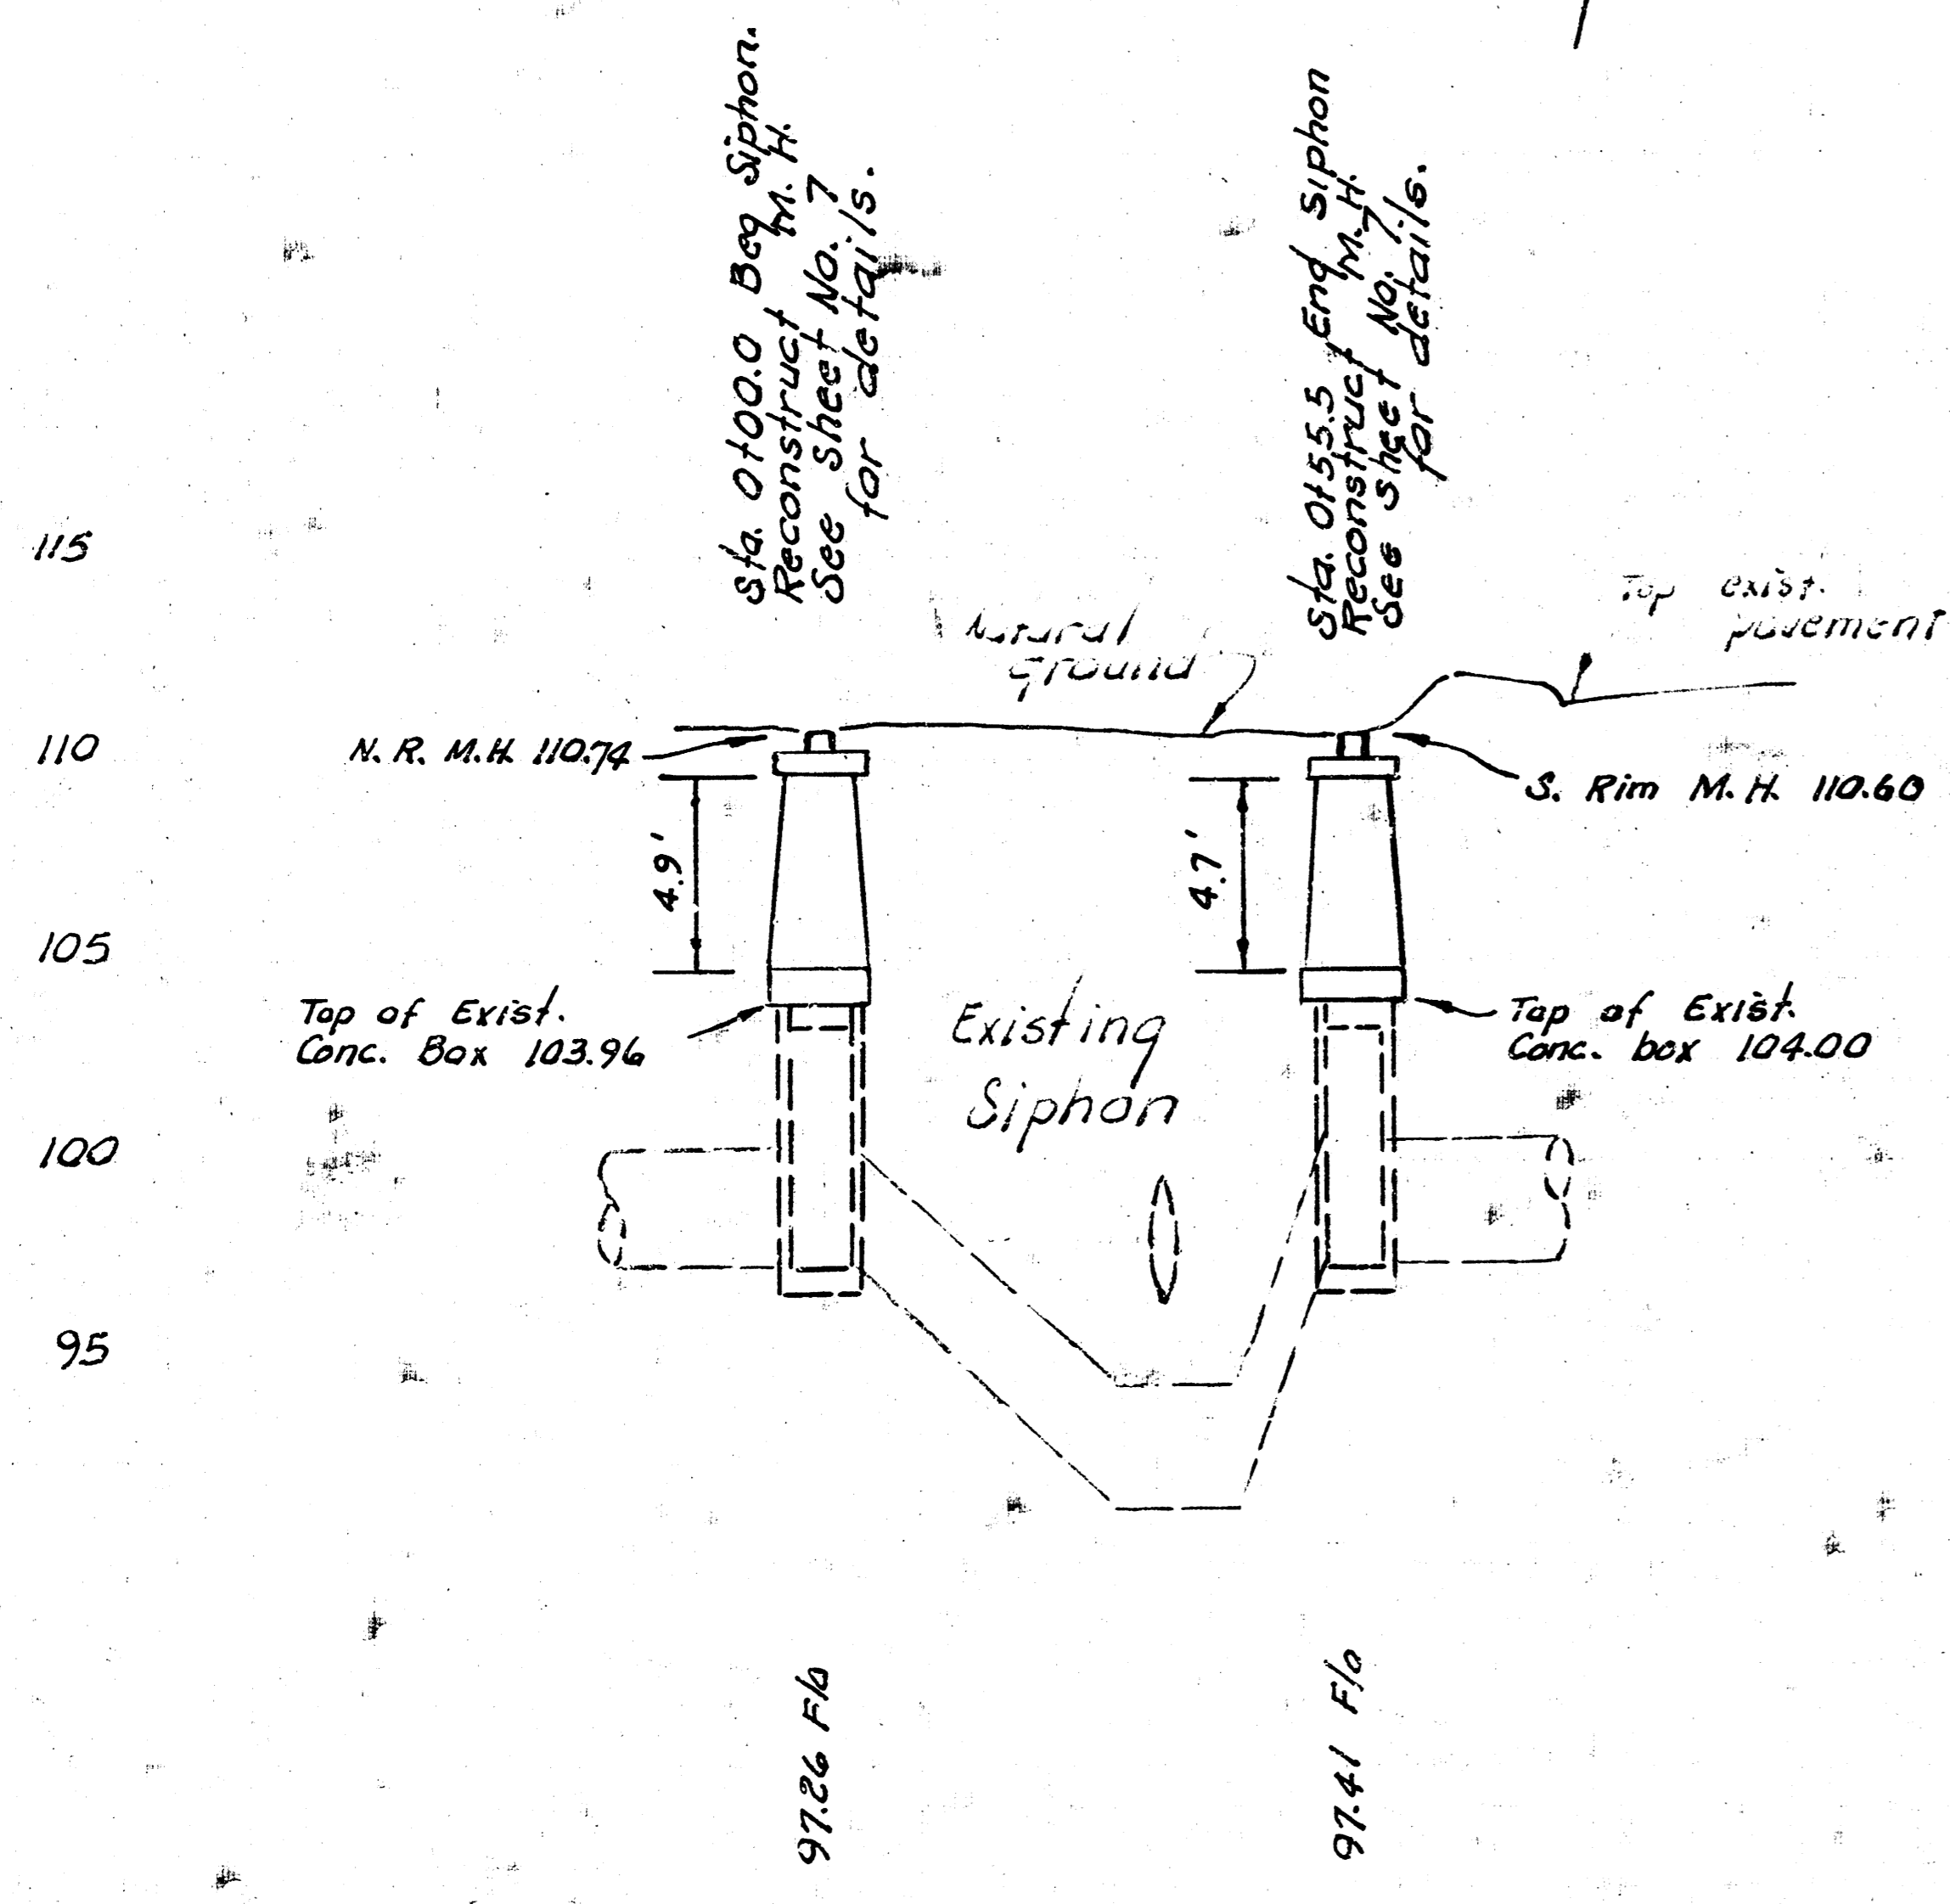 Sta. 0+00.0 Beg. Siphon.
Reconstruct M. H.
See Sheet No. 7
for details.
Sta. 0+55.5 End Siphon
Reconstruct M. H.
See sheet No. 7
for details.
115
Top exist.
pavement
Natural
ground
110
N. R. M.H. 110.74
S. Rim M. H. 110.60
4.9'
4.7'
105
Top of Exist.
Conc. Box 103.96
Existing
Siphon
Top of Exist.
Conc. box 104.00
100
95
97.26 Flo
97.41 Flo